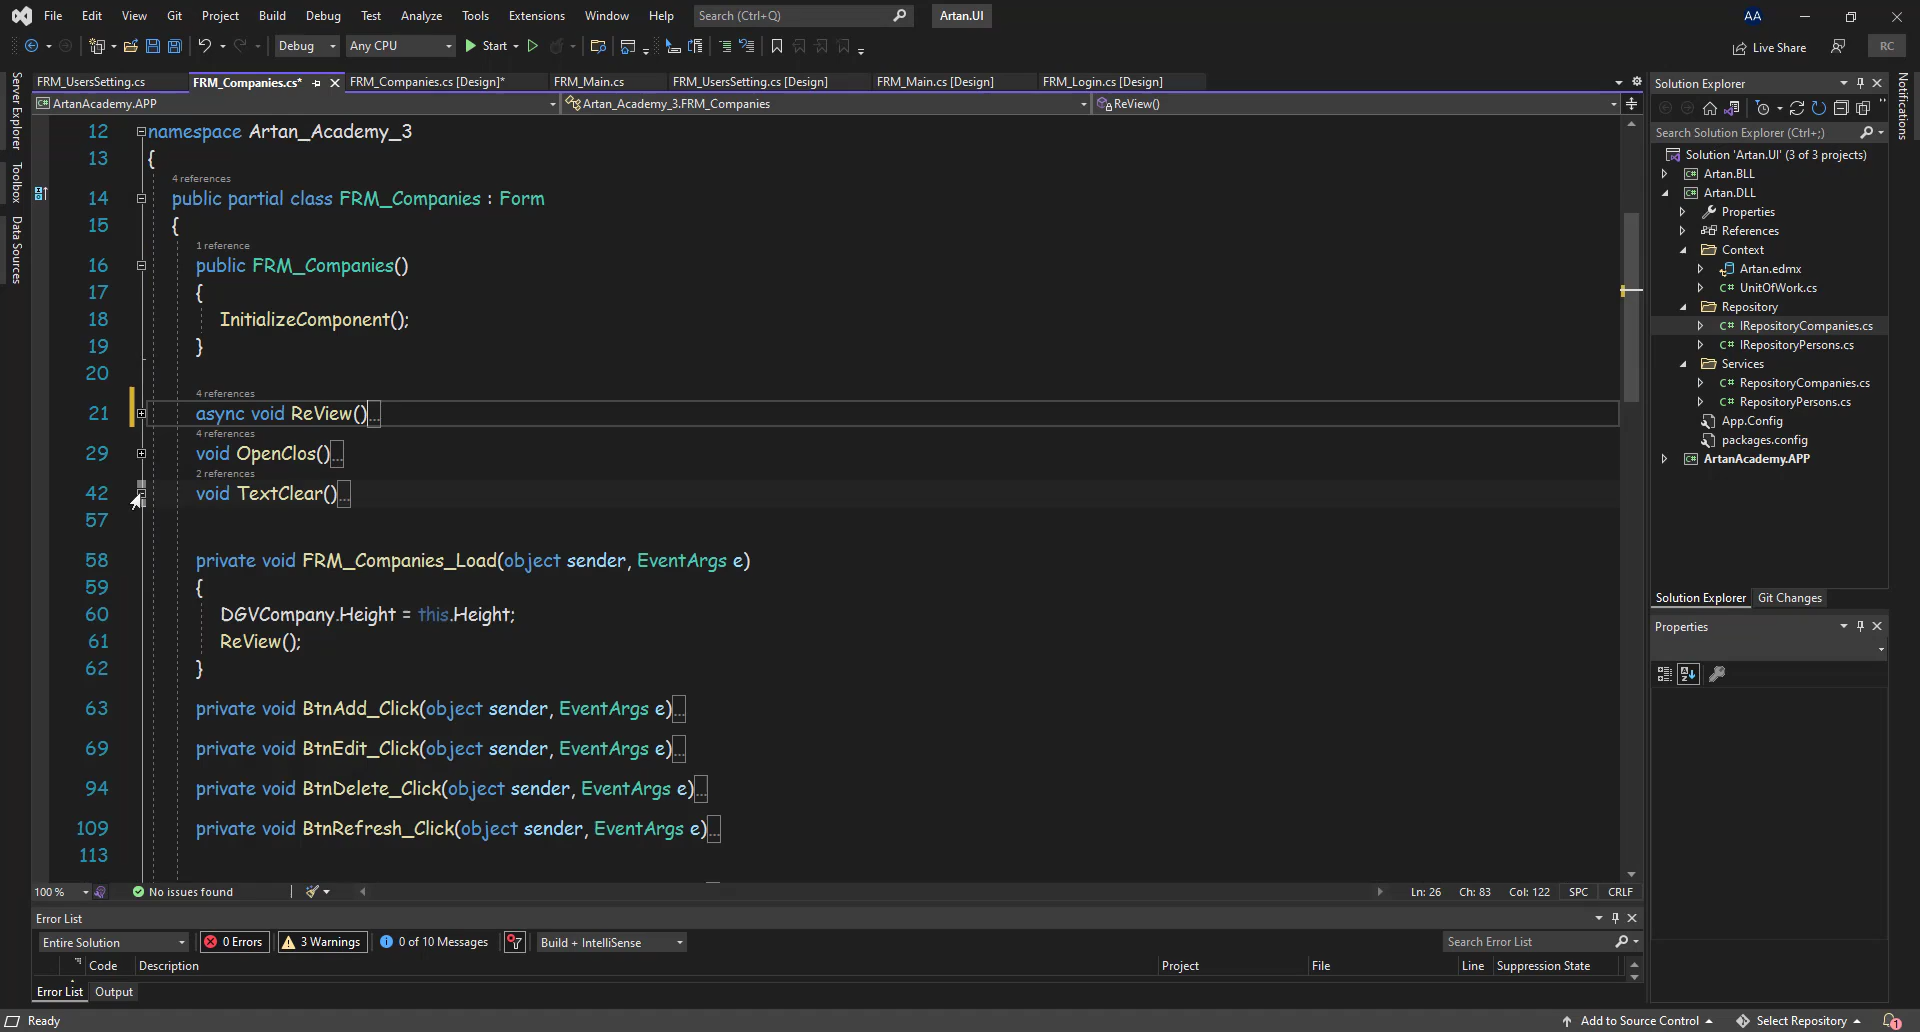 File Edit View Git Project Build Debug Test Analyze Tools Extensions Window Help Search (Ctrl+Q) Artan.UI AA
Debug Any CPU Start Live Share RC
FRM_UsersSetting.cs FRM_Companies.cs* FRM_Companies.cs [Design]* FRM_Main.cs FRM_UsersSetting.cs [Design] FRM_Main.cs [Design] FRM_Login.cs [Design]
ArtanAcademy.APP Artan_Academy_3.FRM_Companies ReView()
Server Explorer
Toolbox
Data Sources
12 namespace Artan_Academy_3
13 {
4 references
14 public partial class FRM_Companies : Form
15 {
1 reference
16 public FRM_Companies()
17 {
18 InitializeComponent();
19 }
20
4 references
21 async void ReView()...
4 references
29 void OpenClos()...
2 references
42 void TextClear()...
57
58 private void FRM_Companies_Load(object sender, EventArgs e)
59 {
60 DGVCompany.Height = this.Height;
61 ReView();
62 }
63 private void BtnAdd_Click(object sender, EventArgs e)...
69 private void BtnEdit_Click(object sender, EventArgs e)...
94 private void BtnDelete_Click(object sender, EventArgs e)...
109 private void BtnRefresh_Click(object sender, EventArgs e)...
113
100 % No issues found Ln: 26 Ch: 83 Col: 122 SPC CRLF
Error List
Entire Solution 0 Errors 3 Warnings 0 of 10 Messages Build + IntelliSense Search Error List
Code Description Project File Line Suppression State
Error List Output
Ready Add to Source Control Select Repository 1
Solution Explorer
Search Solution Explorer (Ctrl+;)
Solution 'Artan.UI' (3 of 3 projects)
C# Artan.BLL
C# Artan.DLL
Properties
References
Context
Artan.edmx
C# UnitOfWork.cs
Repository
C# IRepositoryCompanies.cs
C# IRepositoryPersons.cs
Services
C# RepositoryCompanies.cs
C# RepositoryPersons.cs
App.Config
packages.config
C# ArtanAcademy.APP
Solution Explorer Git Changes
Properties
Notifications